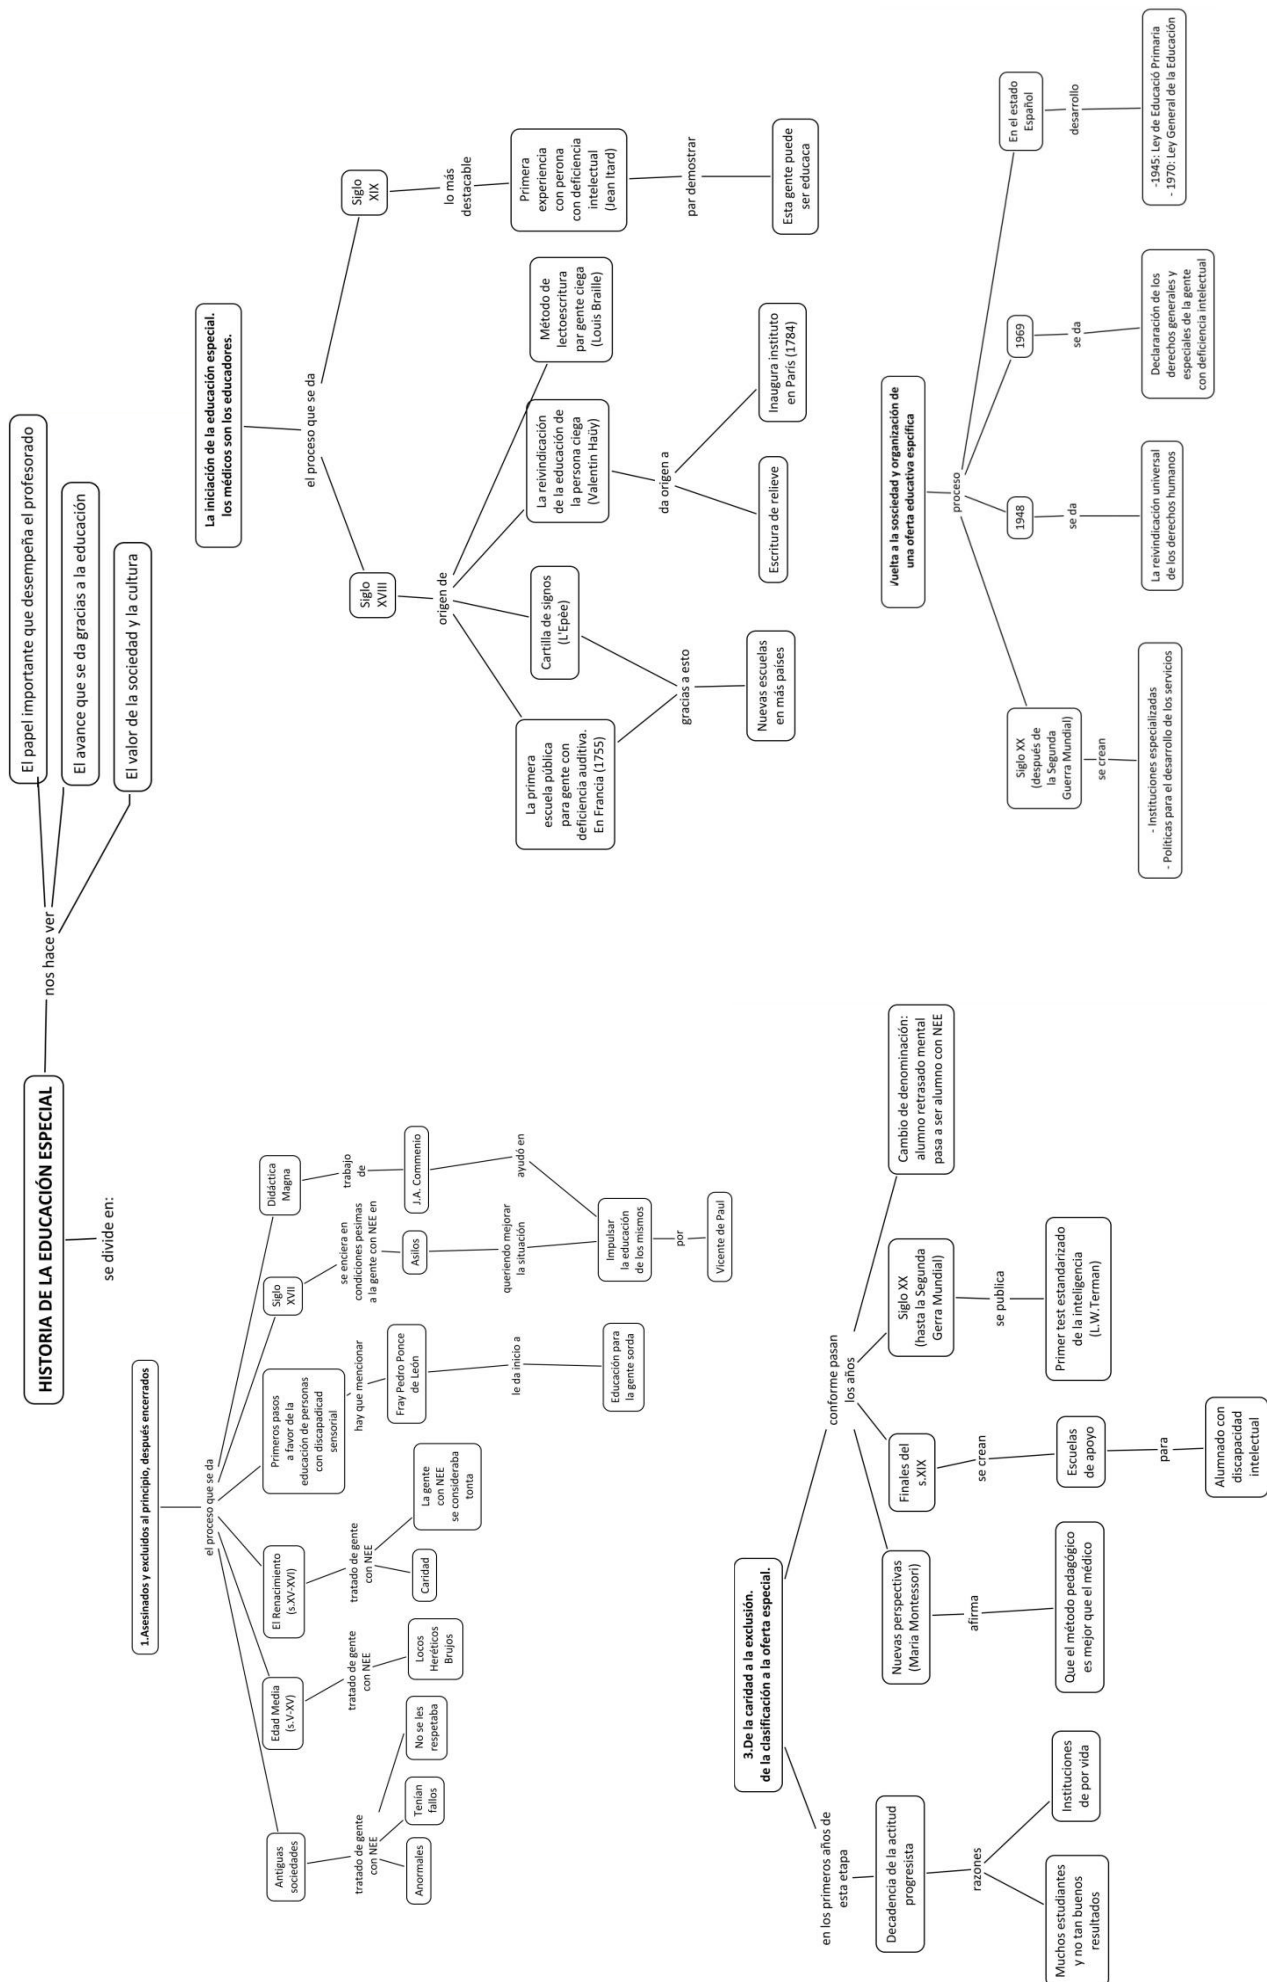 HISTORIA DE LA EDUCACIÓN ESPECIAL
nos hace ver
El papel importante que desempeña el profesorado
El avance que se da gracias a la educación
El valor de la sociedad y la cultura
se divide en:
1.Asesinados y excluidos al principio, después encerrados
el proceso que se da
Antiguas
sociedades
tratado de gente
con NEE
Anormales
Tenian
fallos
No se les
respetaba
Edad Media
(s.V-XV)
tratado de gente
con NEE
Locos
Heréticos
Brujos
El Renacimiento
(s.XV-XVI)
tratado de gente
con NEE
Caridad
La gente
con NEE
se consideraba
tonta
Primeros pasos
a favor de la
educación de personas
con discapadicad
sensorial
hay que mencionar
Fray Pedro Ponce
de León
le da inicio a
Educación para
la gente sorda
Siglo
XVII
se enciera en
condiciones pesimas
a la gente con NEE en
Asilos
queriendo mejorar
la situación
Didáctica
Magna
trabajo
de
J.A. Commenio
ayudó en
Impulsar
la educación
de los mismos
por
Vicente de Paul
La iniciación de la educación especial.
los médicos son los educadores.
el proceso que se da
Siglo
XVIII
origen de
La primera
escuela pública
para gente con
deficiencia auditiva.
En Francia (1755)
Cartilla de signos
(L'Epèe)
gracias a esto
Nuevas escuelas
en más países
La reivindicación
de la educación de
la persona ciega
(Valentin Haüy)
da origen a
Escritura de relieve
Inaugura instituto
en París (1784)
Método de
lectoescritura
par gente ciega
(Louis Braille)
Siglo
XIX
lo más
destacable
Primera
experiencia
con perona
con deficiencia
intelectual
(Jean Itard)
par demostrar
Esta gente puede
ser educaca
3.De la caridad a la exclusión.
de la clasificación a la oferta especial.
en los primeros años de
esta etapa
Decadencia de la actitud
progresista
razones
Muchos estudiantes
y no tan buenos
resultados
Instituciones
de por vida
conforme pasan
los años
Nuevas perspectivas
(Maria Montessori)
afirma
Que el método pedagógico
es mejor que el médico
Finales del
s.XIX
se crean
Escuelas
de apoyo
para
Alumnado con
discapacidad
intelectual
Siglo XX
(hasta la Segunda
Gerra Mundial)
se publica
Primer test estandarizado
de la inteligencia
(L.W.Terman)
Cambio de denominación:
alumno retrasado mental
pasa a ser alumno con NEE
Vuelta a la sosciedad y organización de
una oferta educativa espcífica
proceso
Siglo XX
(después de
la Segunda
Guerra Mundial)
se crean
- Instituciones especializadas
- Políticas para el desarrollo de los servicios
1948
se da
La reivindicación universal
de los derechos humanos
1969
se da
Declararación de los
derechos generales y
especiales de la gente
con deficiencia intelectual
En el estado
Español
desarrollo
-1945: Ley de Educació Primaria
- 1970: Ley General de la Educación